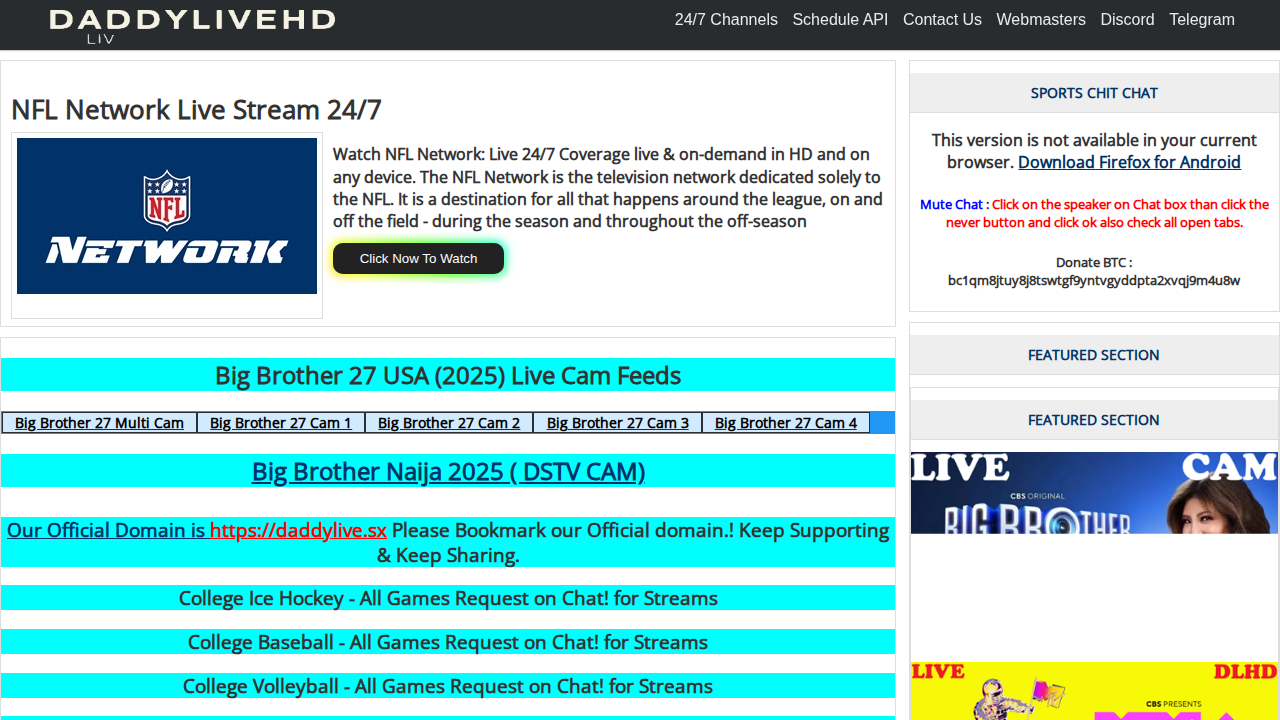 DADDYLIVEHD
LIV
24/7 Channels Schedule API Contact Us Webmasters Discord Telegram
NFL Network Live Stream 24/7
NFL
NETWORK
Watch NFL Network: Live 24/7 Coverage live & on-demand in HD and on
any device. The NFL Network is the television network dedicated solely to
the NFL. It is a destination for all that happens around the league, on and
off the field - during the season and throughout the off-season
Click Now To Watch
Big Brother 27 USA (2025) Live Cam Feeds
Big Brother 27 Multi Cam Big Brother 27 Cam 1 Big Brother 27 Cam 2 Big Brother 27 Cam 3 Big Brother 27 Cam 4
Big Brother Naija 2025 ( DSTV CAM)
Our Official Domain is https://daddylive.sx Please Bookmark our Official domain.! Keep Supporting
& Keep Sharing.
College Ice Hockey - All Games Request on Chat! for Streams
College Baseball - All Games Request on Chat! for Streams
College Volleyball - All Games Request on Chat! for Streams
SPORTS CHIT CHAT
This version is not available in your current
browser. Download Firefox for Android
Mute Chat : Click on the speaker on Chat box than click the
never button and click ok also check all open tabs.
Donate BTC :
bc1qm8jtuy8j8tswtgf9yntvgyddpta2xvqj9m4u8w
FEATURED SECTION
FEATURED SECTION
LIVE CAM
CBS ORIGINAL
BIG BROTHER
LIVE DLHD
CBS PRESENTS